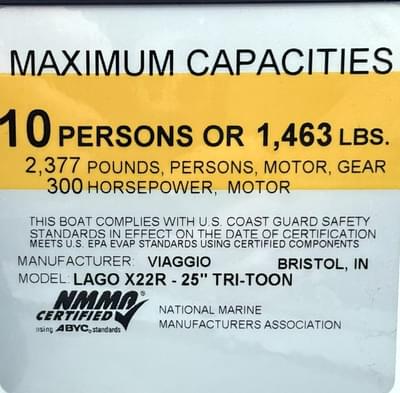 MAXIMUM CAPACITIES
10 PERSONS OR 1,463 LBS.
2,377 POUNDS, PERSONS, MOTOR, GEAR
300 HORSEPOWER, MOTOR
THIS BOAT COMPLIES WITH U.S. COAST GUARD SAFETY
STANDARDS IN EFFECT ON THE DATE OF CERTIFICATION
MEETS U.S. EPA EVAP STANDARDS USING CERTIFIED COMPONENTS
MANUFACTURER: VIAGGIO BRISTOL, IN
MODEL: LAGO X22R - 25" TRI-TOON
NMMA®
CERTIFIED
using ABYC® standards
NATIONAL MARINE
MANUFACTURERS ASSOCIATION